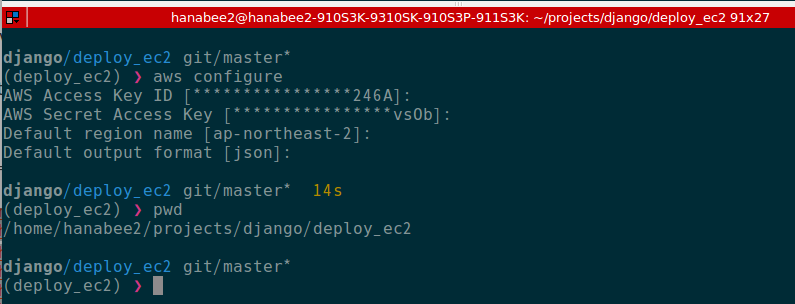 hanabee2@hanabee2-910S3K-9310SK-910S3P-911S3K: ~/projects/django/deploy_ec2 91x27
django/deploy_ec2 git/master*
(deploy_ec2) ❯ aws configure
AWS Access Key ID [****************246A]:
AWS Secret Access Key [****************vsOb]:
Default region name [ap-northeast-2]:
Default output format [json]:
django/deploy_ec2 git/master* 14s
(deploy_ec2) ❯ pwd
/home/hanabee2/projects/django/deploy_ec2
django/deploy_ec2 git/master*
(deploy_ec2) ❯